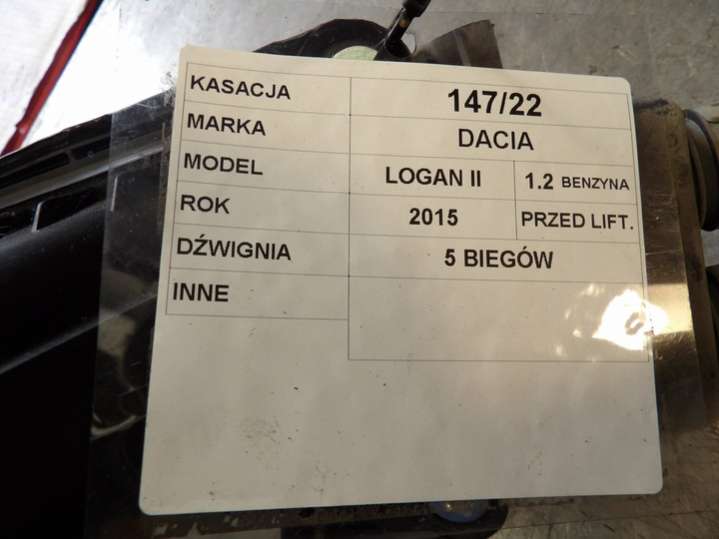 KASACJA 147/22
MARKA DACIA
MODEL LOGAN II 1.2 BENZYNA
ROK 2015 PRZED LIFT.
DŹWIGNIA 5 BIEGÓW
INNE